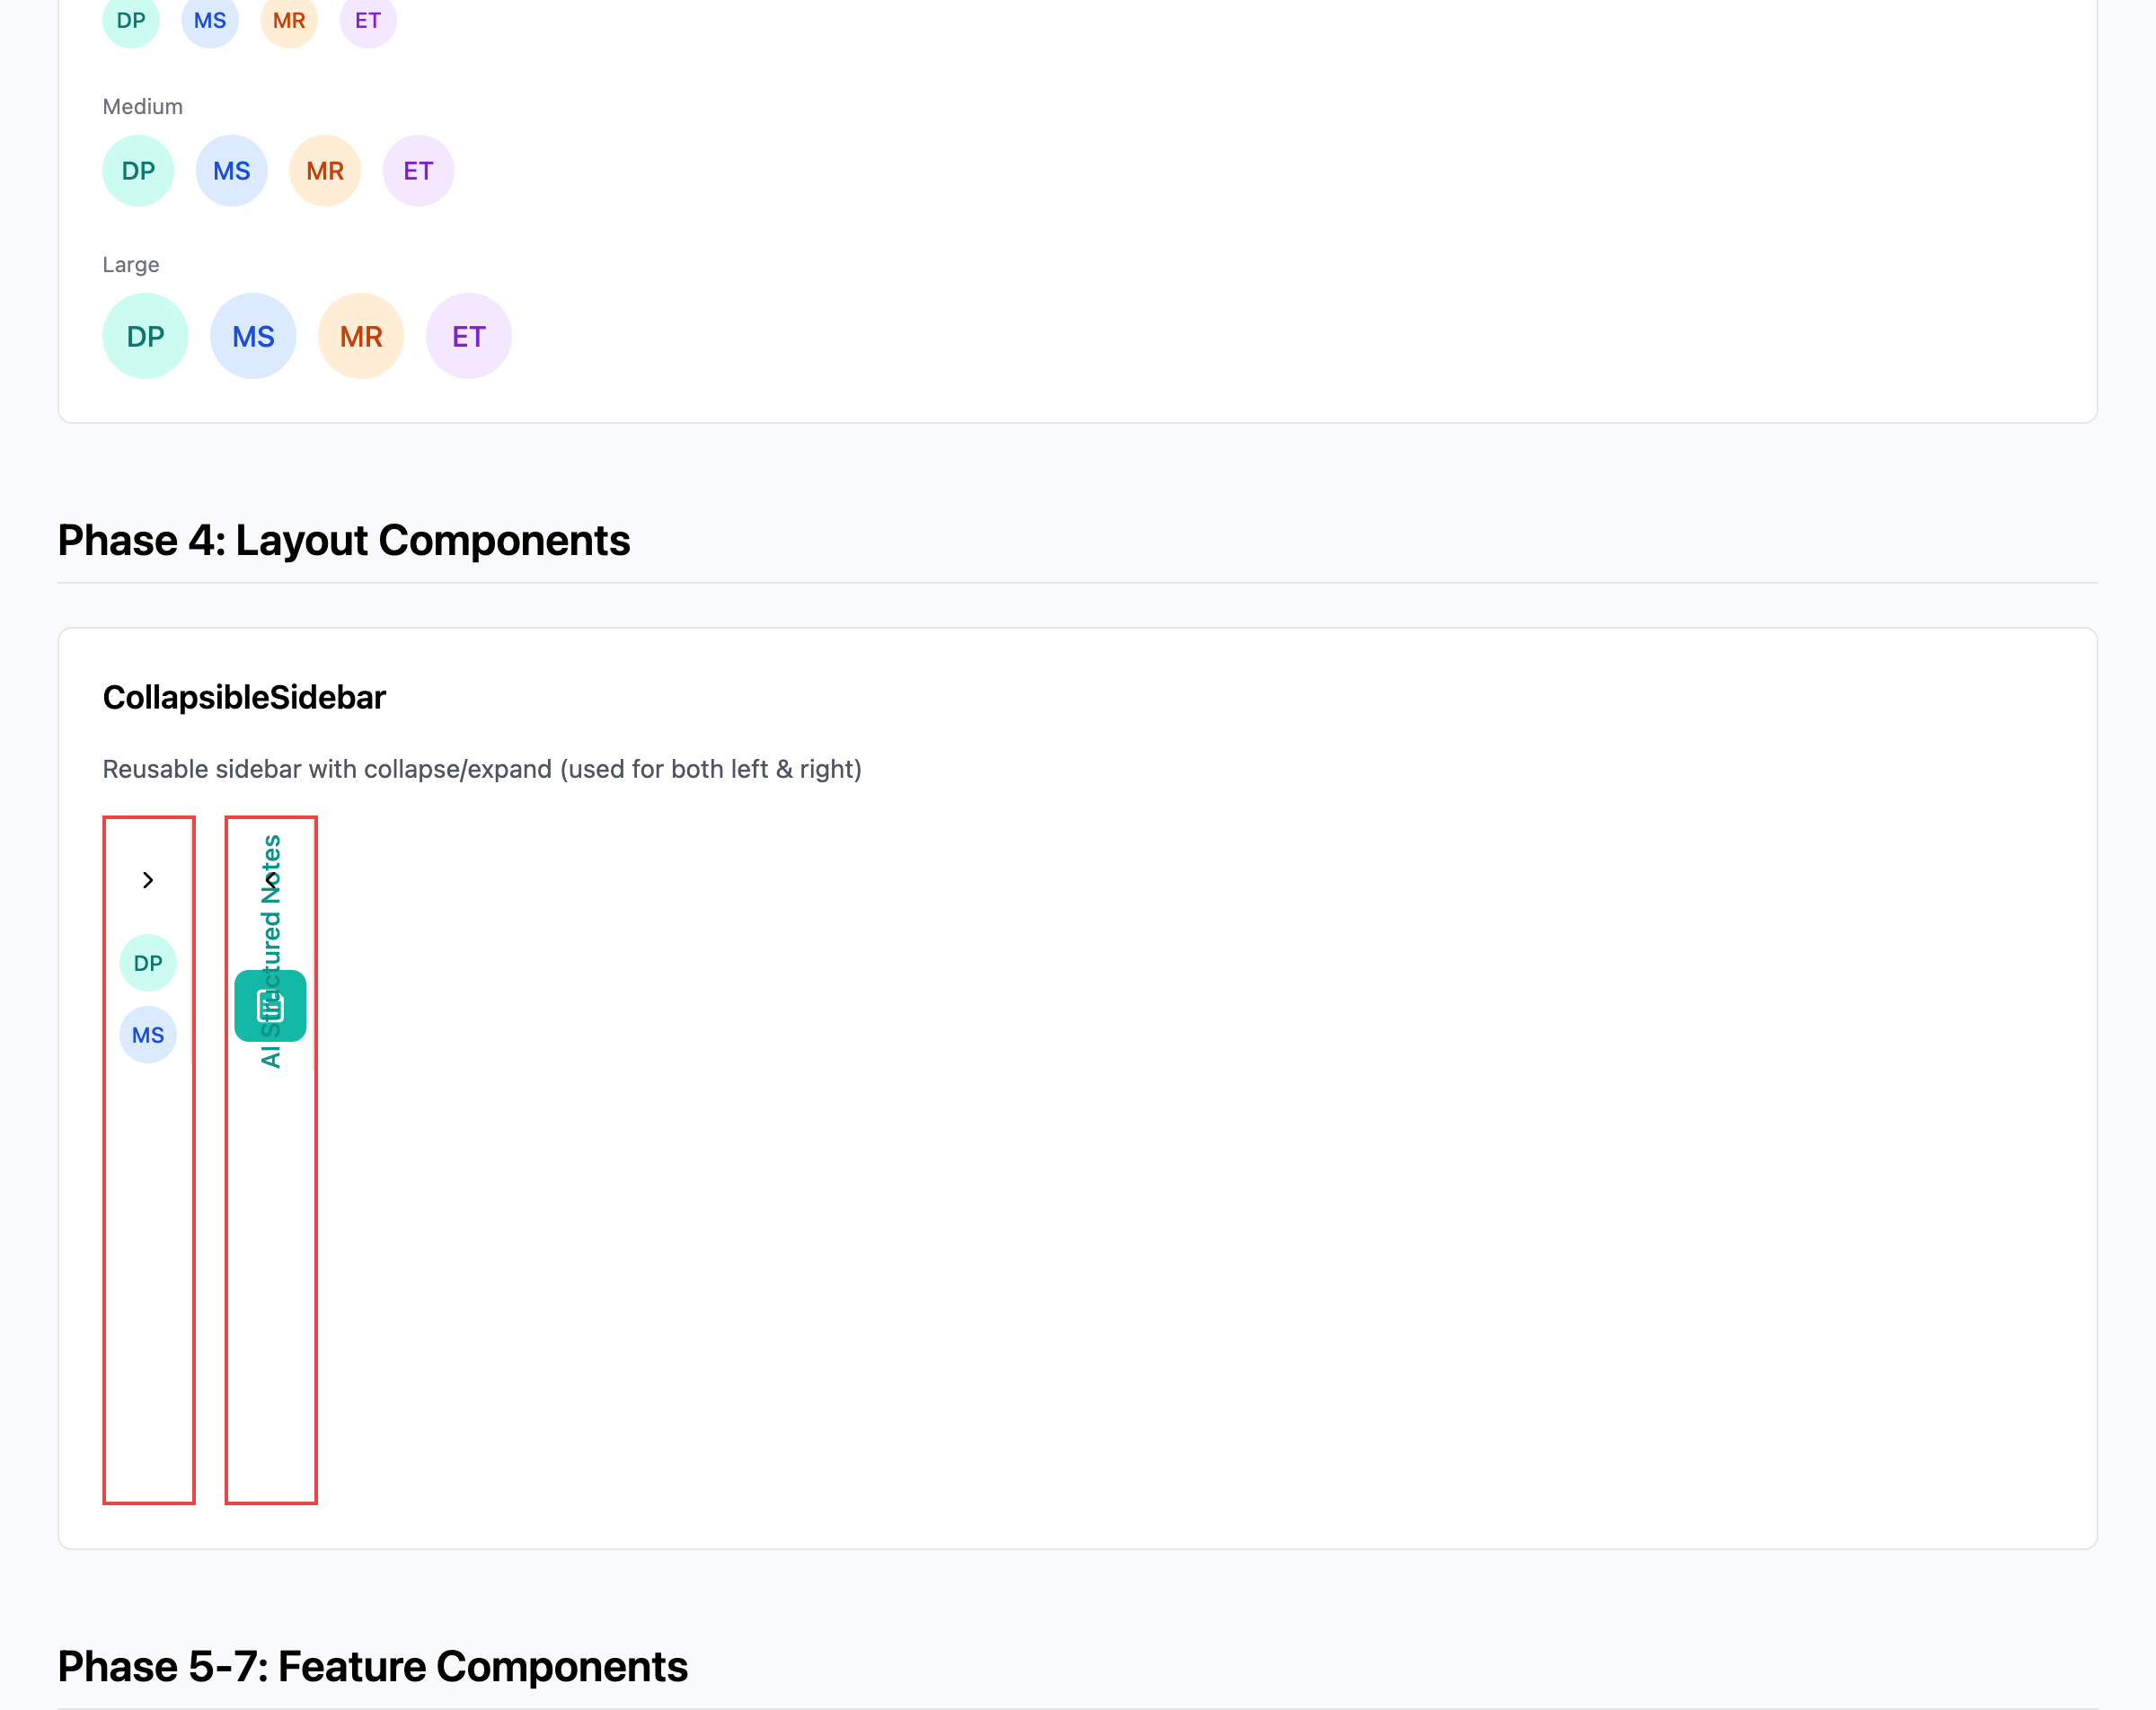 DP MS MR ET
Medium
DP MS MR ET
Large
DP MS MR ET
Phase 4: Layout Components
CollapsibleSidebar
Reusable sidebar with collapse/expand (used for both left & right)
DP
MS
AI Structured Notes
Phase 5-7: Feature Components